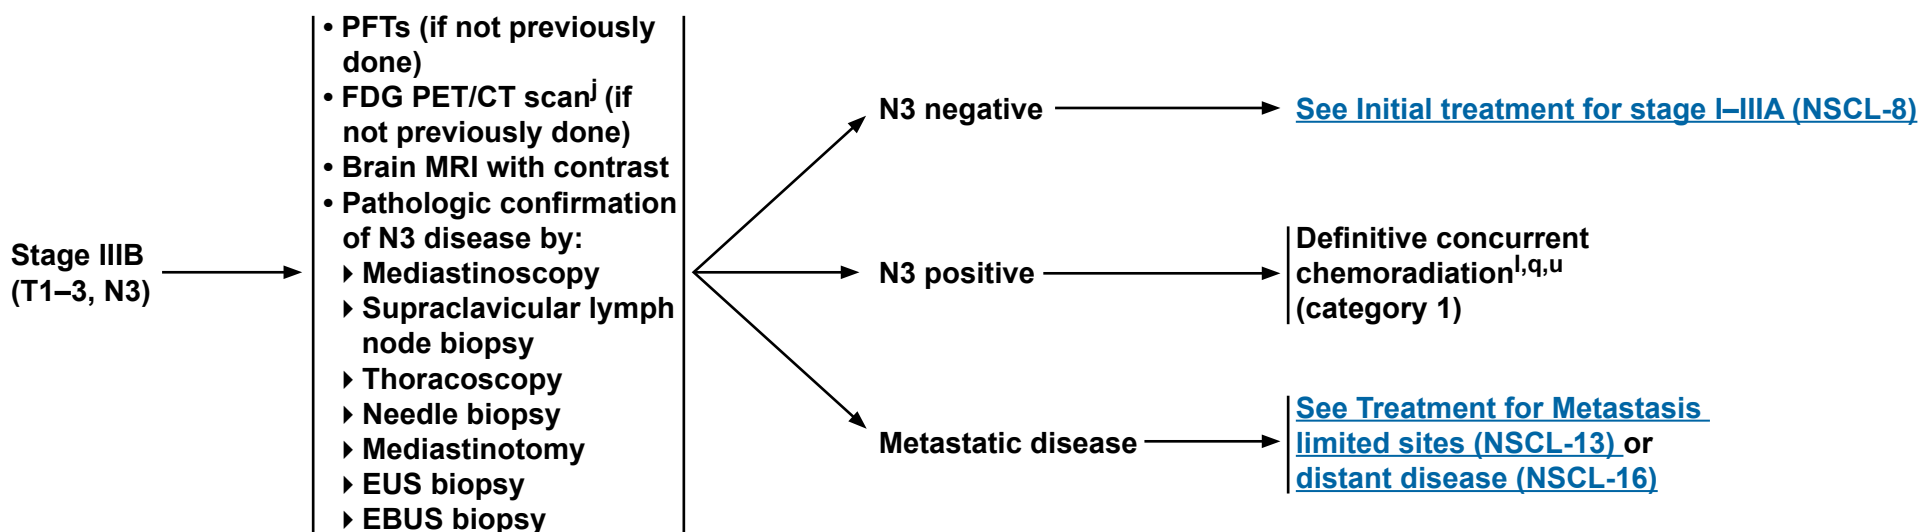 Stage IIIB
(T1–3, N3)
• PFTs (if not previously
done)
• FDG PET/CT scanʲ (if
not previously done)
• Brain MRI with contrast
• Pathologic confirmation
of N3 disease by:
▸ Mediastinoscopy
▸ Supraclavicular lymph
node biopsy
▸ Thoracoscopy
▸ Needle biopsy
▸ Mediastinotomy
▸ EUS biopsy
▸ EBUS biopsy
N3 negative
See Initial treatment for stage I–IIIA (NSCL-8)
N3 positive
Definitive concurrent
chemoradiationl,q,u
(category 1)
Metastatic disease
See Treatment for Metastasis
limited sites (NSCL-13) or
distant disease (NSCL-16)